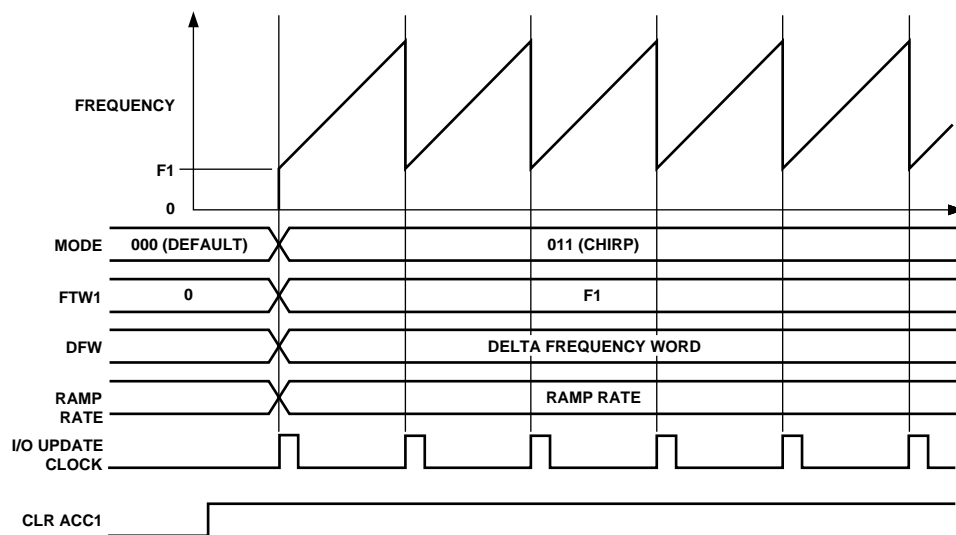 FREQUENCY
F1
0
MODE
000 (DEFAULT)
011 (CHIRP)
FTW1
0
F1
DFW
DELTA FREQUENCY WORD
RAMP
RATE
RAMP RATE
I/O UPDATE
CLOCK
CLR ACC1